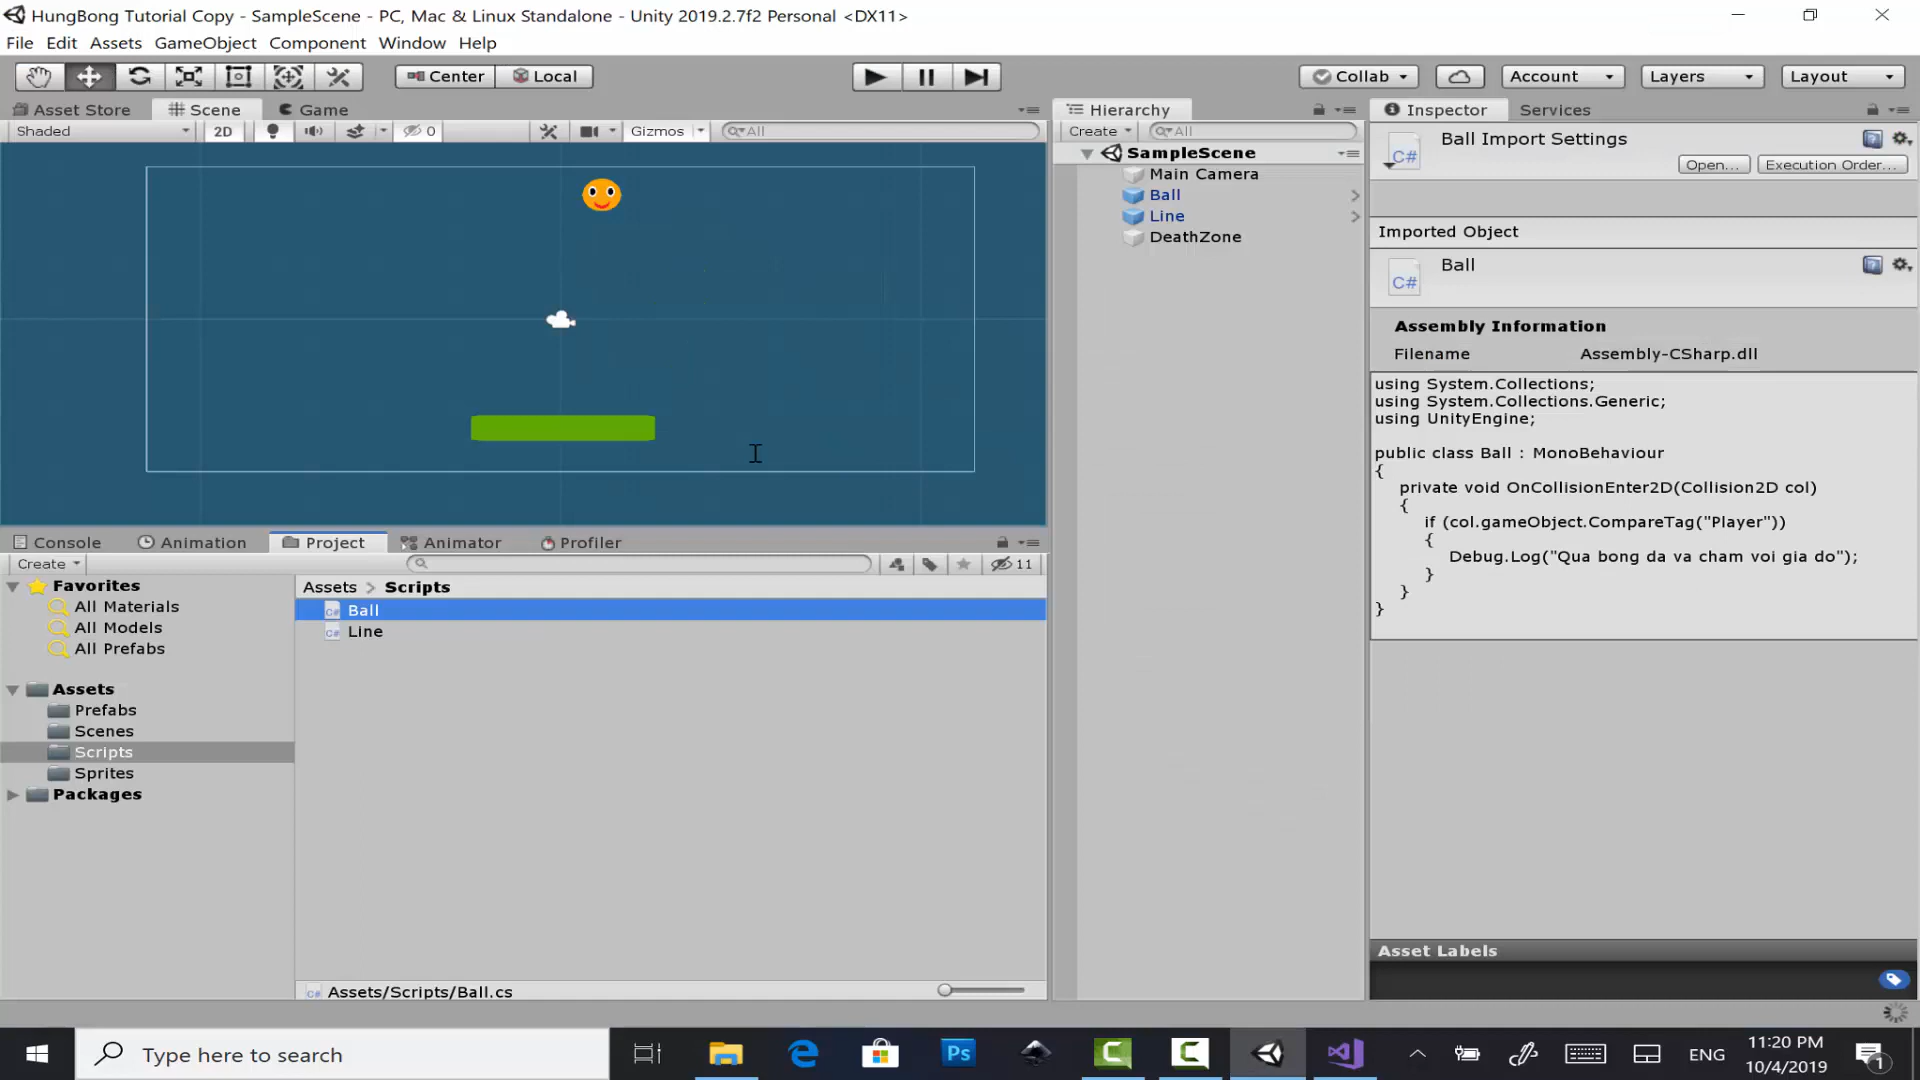 HungBong Tutorial Copy - SampleScene - PC, Mac & Linux Standalone - Unity 2019.2.7f2 Personal <DX11>
File Edit Assets GameObject Component Window Help
Center Local Collab Account Layers Layout
Asset Store Scene Game
Shaded 2D 0 Gizmos All
Hierarchy
Create All
SampleScene
Main Camera
Ball
Line
DeathZone
Inspector Services
Ball Import Settings
Open... Execution Order...
Imported Object
Ball
C#
Assembly Information
Filename Assembly-CSharp.dll
using System.Collections;
using System.Collections.Generic;
using UnityEngine;
public class Ball : MonoBehaviour
{
private void OnCollisionEnter2D(Collision2D col)
{
if (col.gameObject.CompareTag("Player"))
{
Debug.Log("Qua bong da va cham voi gia do");
}
}
}
Asset Labels
Console Animation Project Animator Profiler
Create 11
Favorites
All Materials
All Models
All Prefabs
Assets
Prefabs
Scenes
Scripts
Sprites
Packages
Assets > Scripts
Ball
Line
Assets/Scripts/Ball.cs
Type here to search
Ps
ENG
11:20 PM
10/4/2019
1